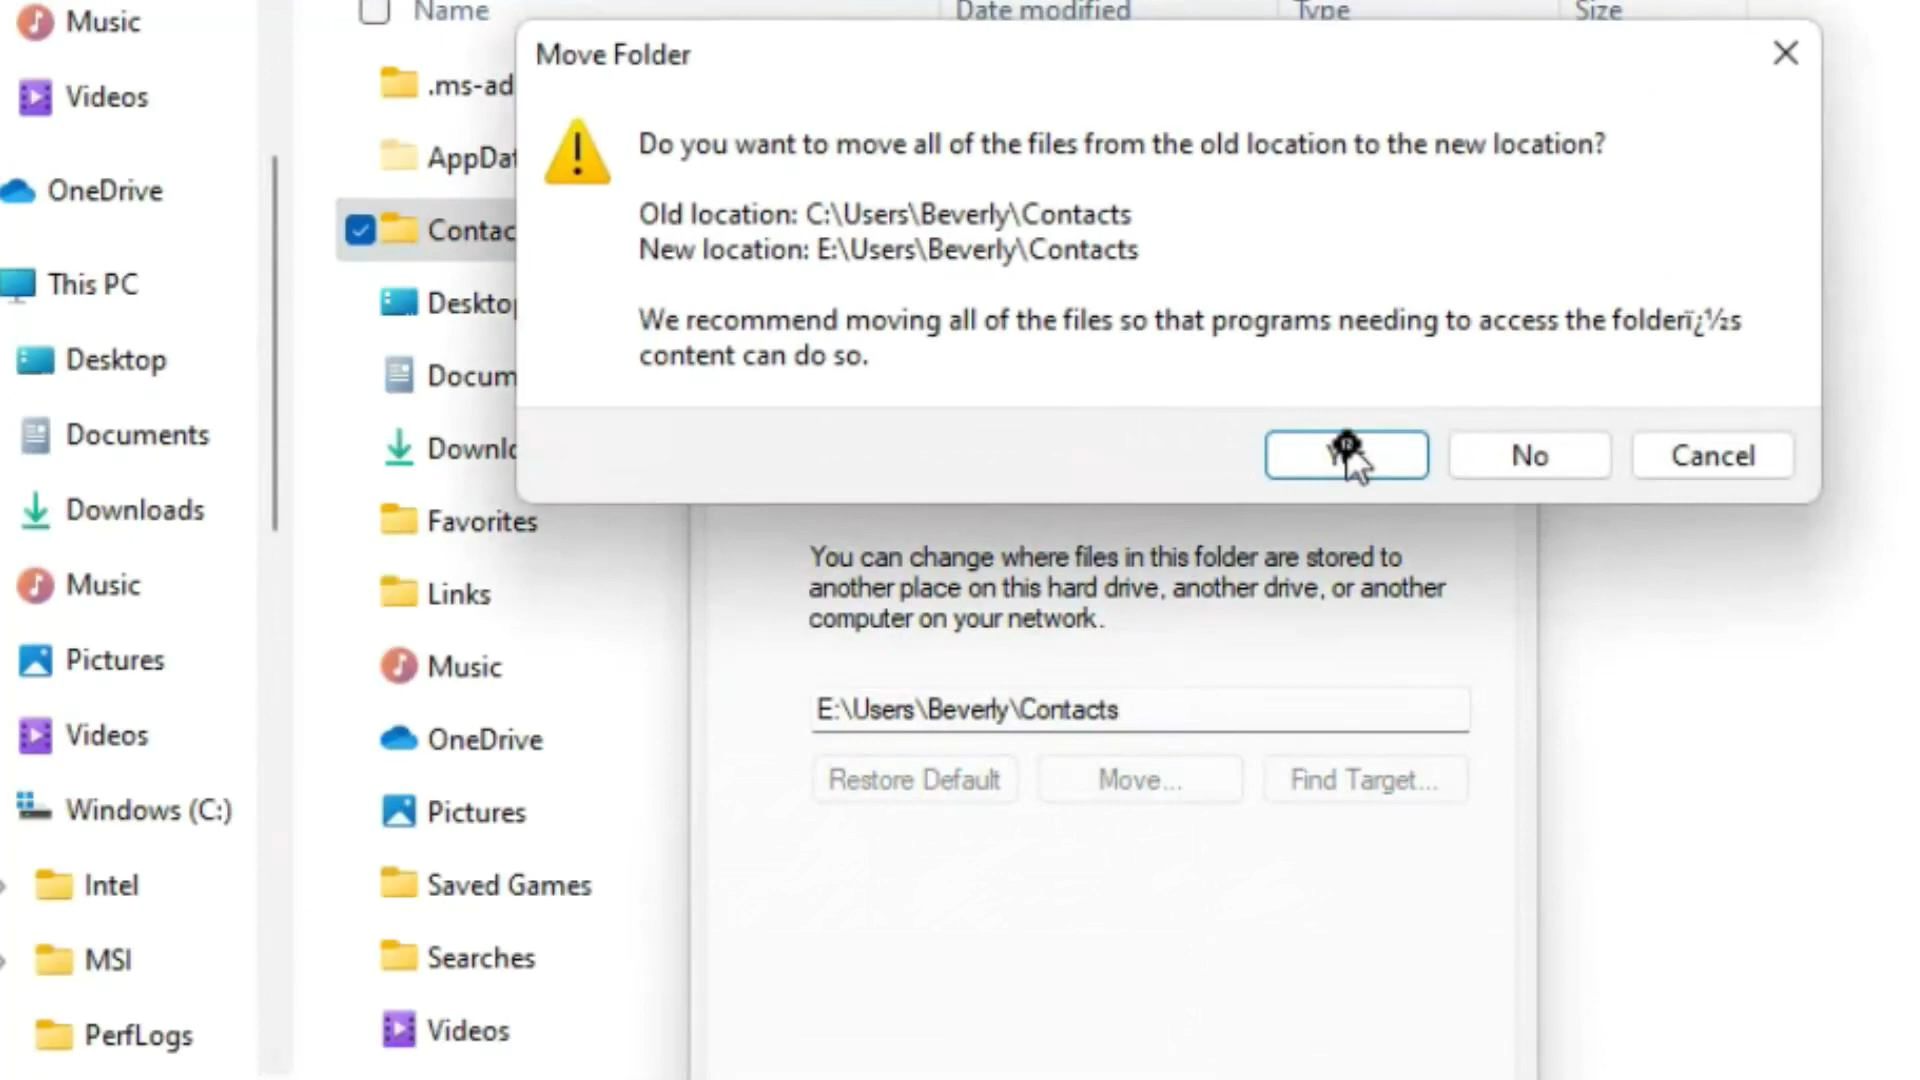 Music
Videos
OneDrive
This PC
Desktop
Documents
Downloads
Music
Pictures
Videos
Windows (C:)
Intel
MSI
PerfLogs
Name
Date modified
Type
Size
.ms-ad
AppDat
Contac
Desktop
Docum
Downlo
Favorites
Links
Music
OneDrive
Pictures
Saved Games
Searches
Videos
Move Folder
Do you want to move all of the files from the old location to the new location?
Old location: C:\Users\Beverly\Contacts
New location: E:\Users\Beverly\Contacts
We recommend moving all of the files so that programs needing to access the folderï¿½s
content can do so.
No
Cancel
You can change where files in this folder are stored to
another place on this hard drive, another drive, or another
computer on your network.
E:\Users\Beverly\Contacts
Restore Default
Move...
Find Target...